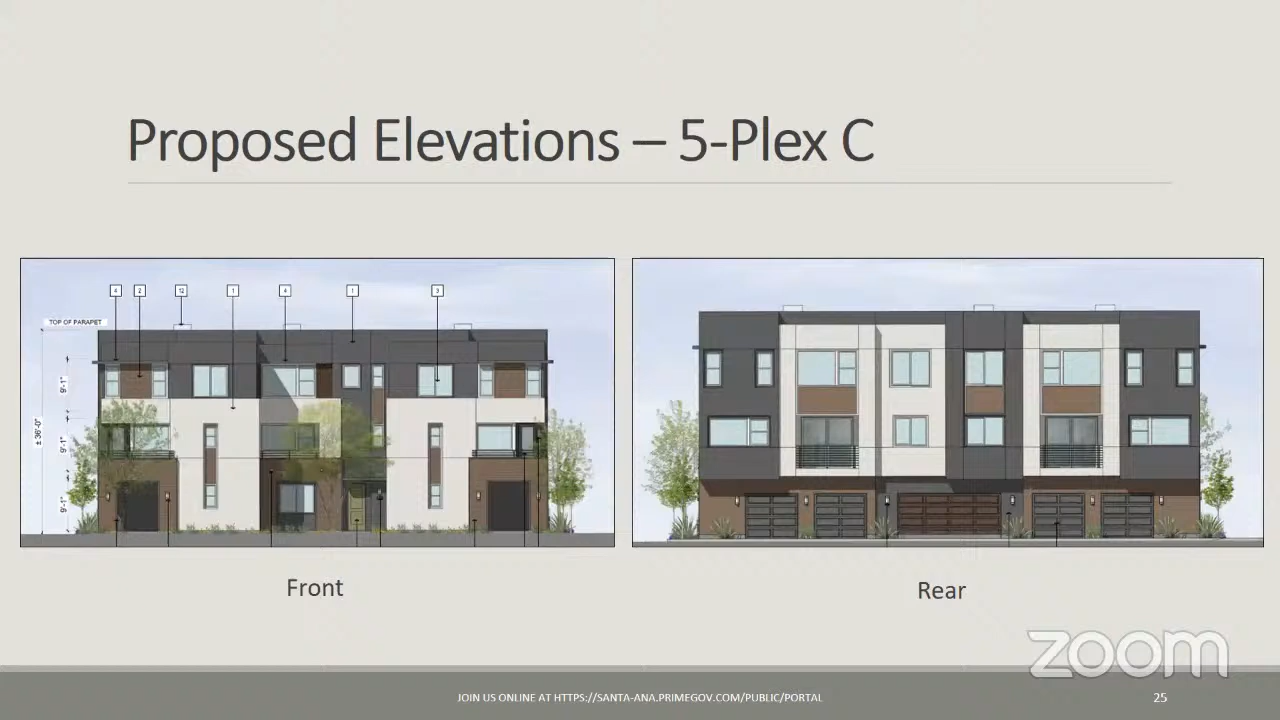 Proposed Elevations – 5-Plex C
4 2 12 1 4 1 3
TOP OF PARAPET
9'-1"
± 36'-0"
9'-1"
9'-1"
Front
Rear
zoom
JOIN US ONLINE AT HTTPS://SANTA-ANA.PRIMEGOV.COM/PUBLIC/PORTAL
25